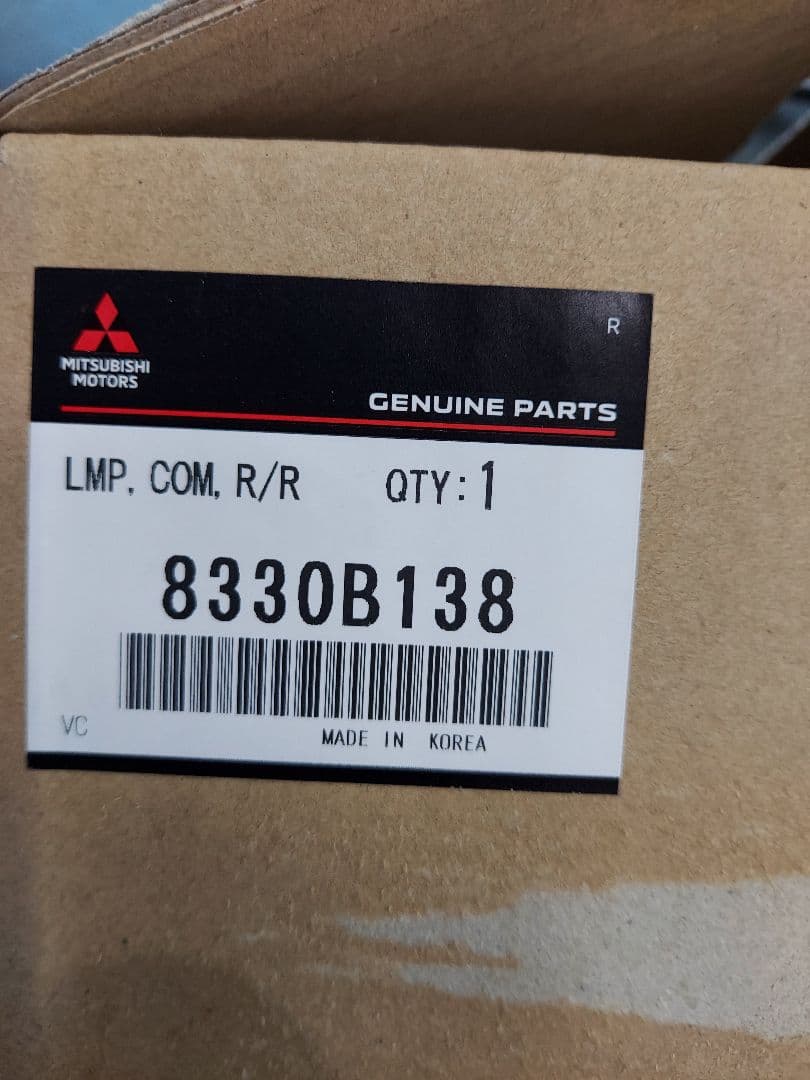 R
MITSUBISHI
MOTORS
GENUINE PARTS
LMP, COM, R/R QTY:1
8330B138
VC
MADE IN KOREA